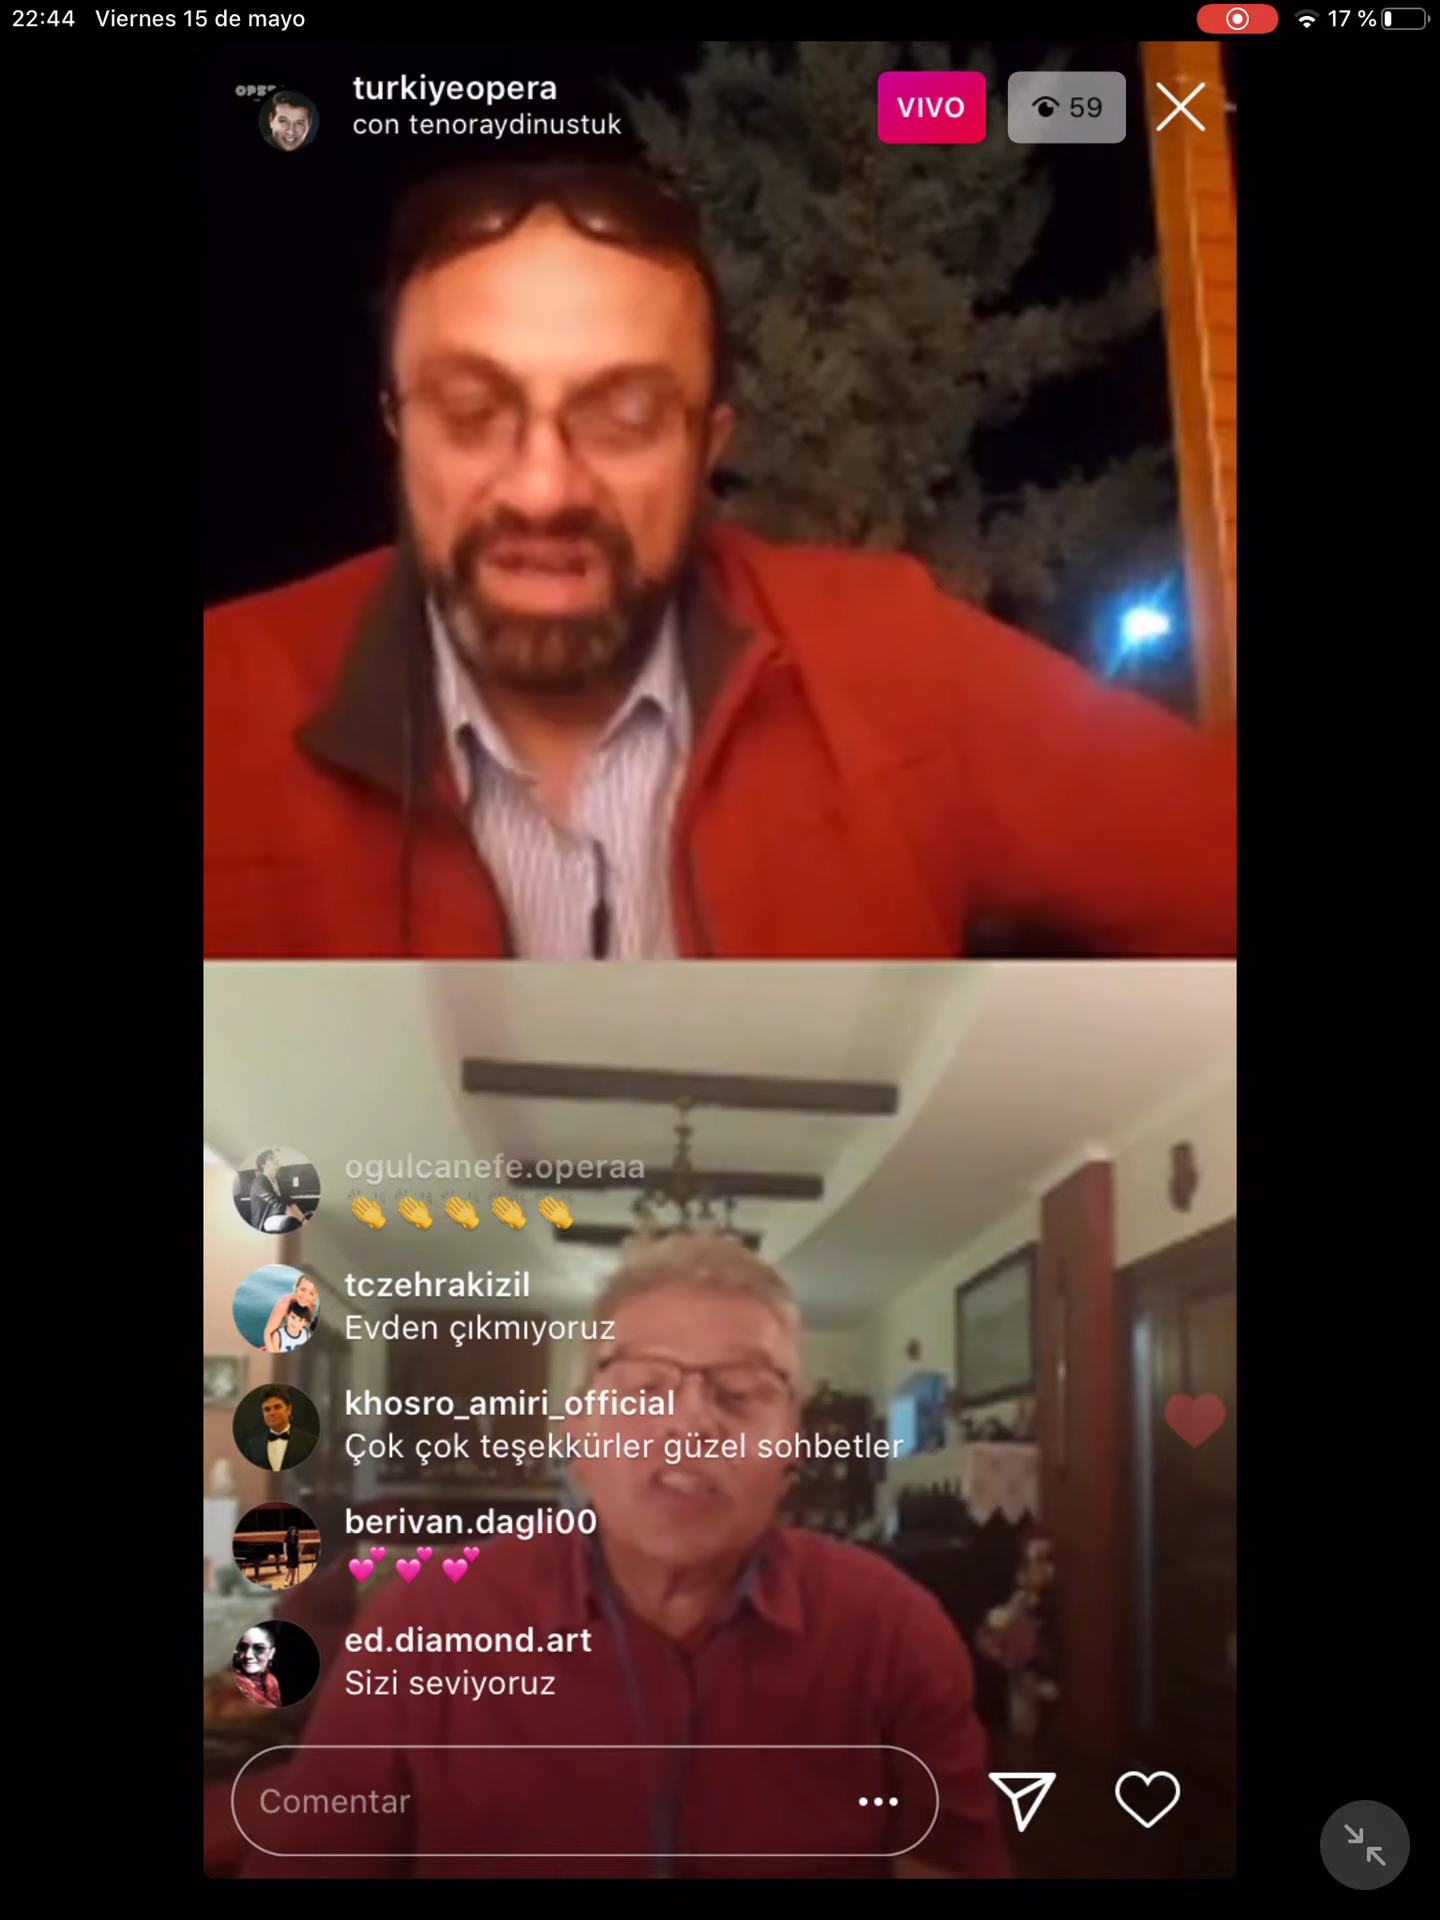 22:44 Viernes 15 de mayo
17 %
turkiyeopera
con tenoraydinustuk
VIVO
59
ogulcanefe.operaa
👏👏👏👏👏
tczehrakizil
Evden çıkmıyoruz
khosro_amiri_official
Çok çok teşekkürler güzel sohbetler
berivan.dagli00
💕💕💕
ed.diamond.art
Sizi seviyoruz
Comentar